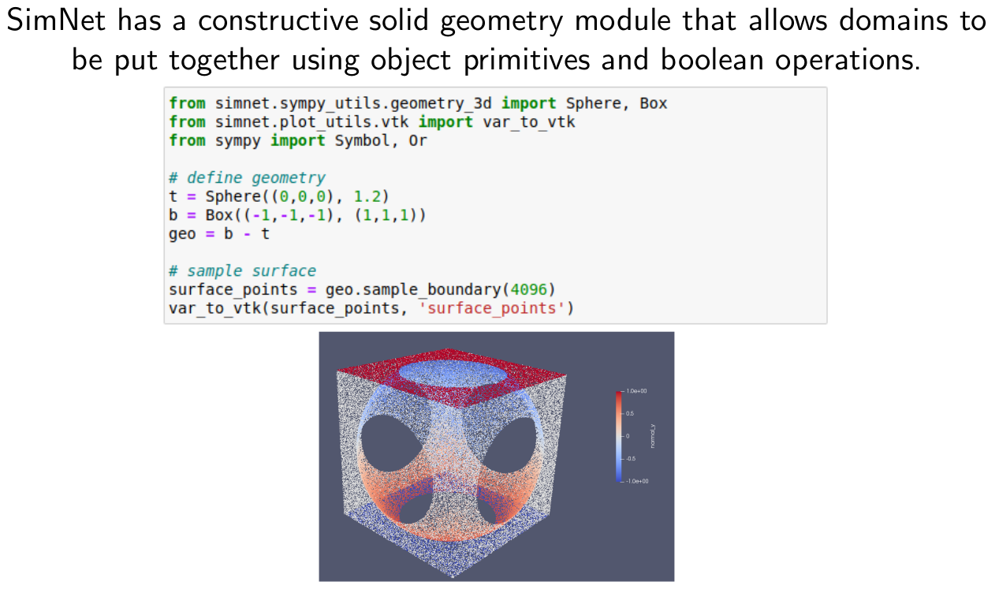 SimNet has a constructive solid geometry module that allows domains to
be put together using object primitives and boolean operations.
from simnet.sympy_utils.geometry_3d import Sphere, Box
from simnet.plot_utils.vtk import var_to_vtk
from sympy import Symbol, Or
# define geometry
t = Sphere((0,0,0), 1.2)
b = Box((-1,-1,-1), (1,1,1))
geo = b - t
# sample surface
surface_points = geo.sample_boundary(4096)
var_to_vtk(surface_points, 'surface_points')
1.0e+00
0.5
0
-0.5
-1.0e+00
normal_y